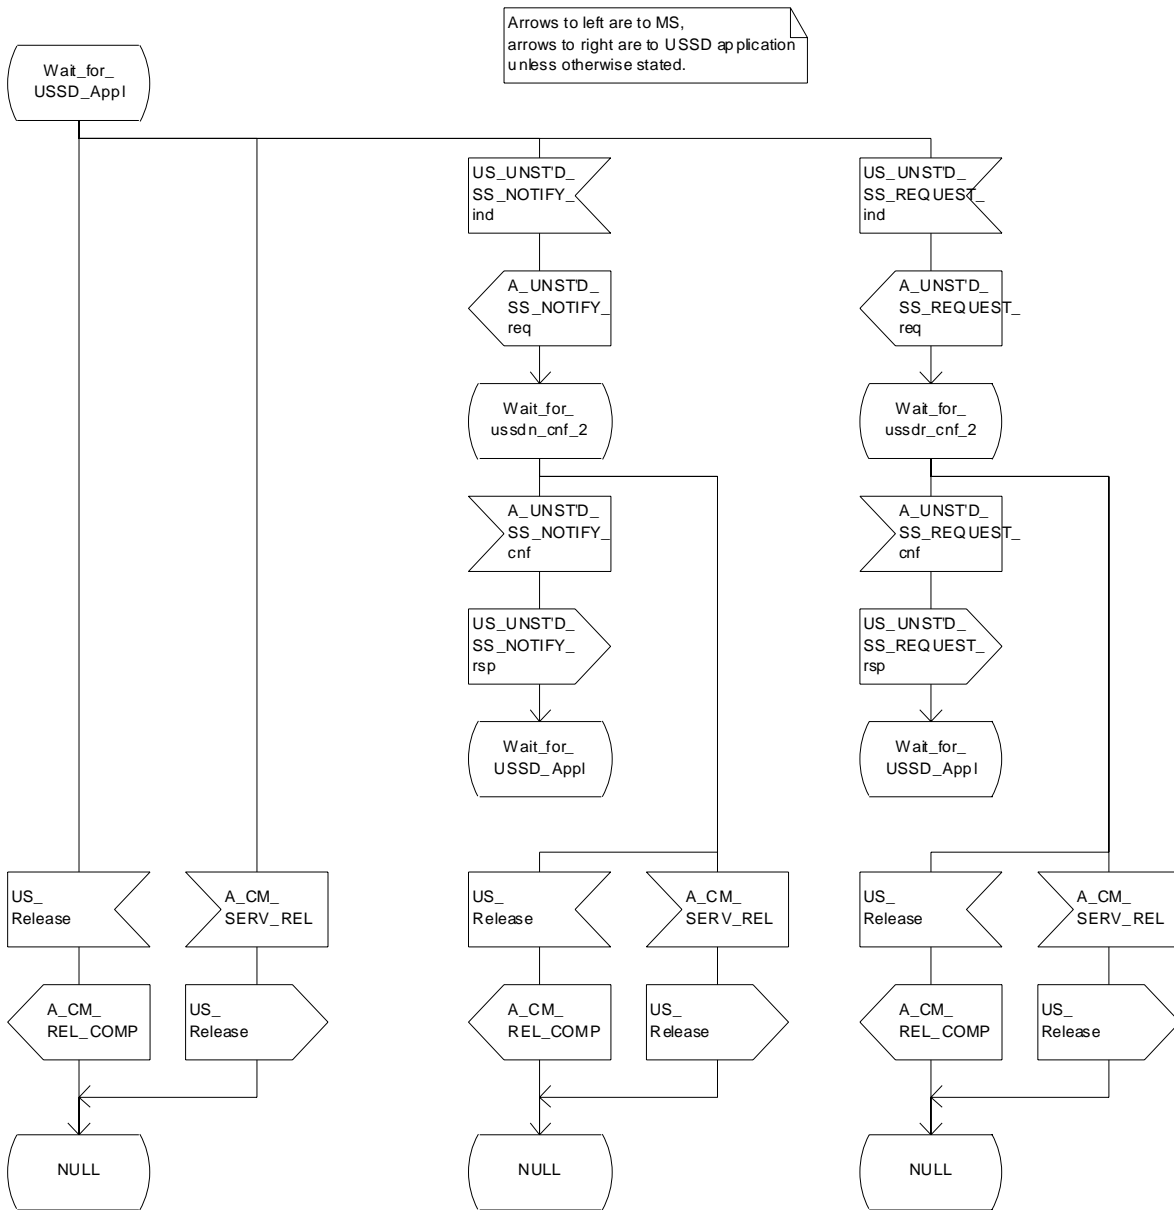 Arrows to left are to MS,
arrows to right are to USSD application
unless otherwise stated.
Wait_for_
USSD_Appl
US_UNST'D_
SS_NOTIFY_
ind
US_UNST'D_
SS_REQUEST_
ind
A_UNST'D_
SS_NOTIFY_
req
A_UNST'D_
SS_REQUEST_
req
Wait_for_
ussdn_cnf_2
Wait_for_
ussdr_cnf_2
A_UNST'D_
SS_NOTIFY_
cnf
A_UNST'D_
SS_REQUEST_
cnf
US_UNST'D_
SS_NOTIFY_
rsp
US_UNST'D_
SS_REQUEST_
rsp
Wait_for_
USSD_Appl
Wait_for_
USSD_Appl
US_
Release
A_CM_
SERV_REL
US_
Release
A_CM_
SERV_REL
US_
Release
A_CM_
SERV_REL
A_CM_
REL_COMP
US_
Release
A_CM_
REL_COMP
US_
Release
A_CM_
REL_COMP
US_
Release
NULL
NULL
NULL